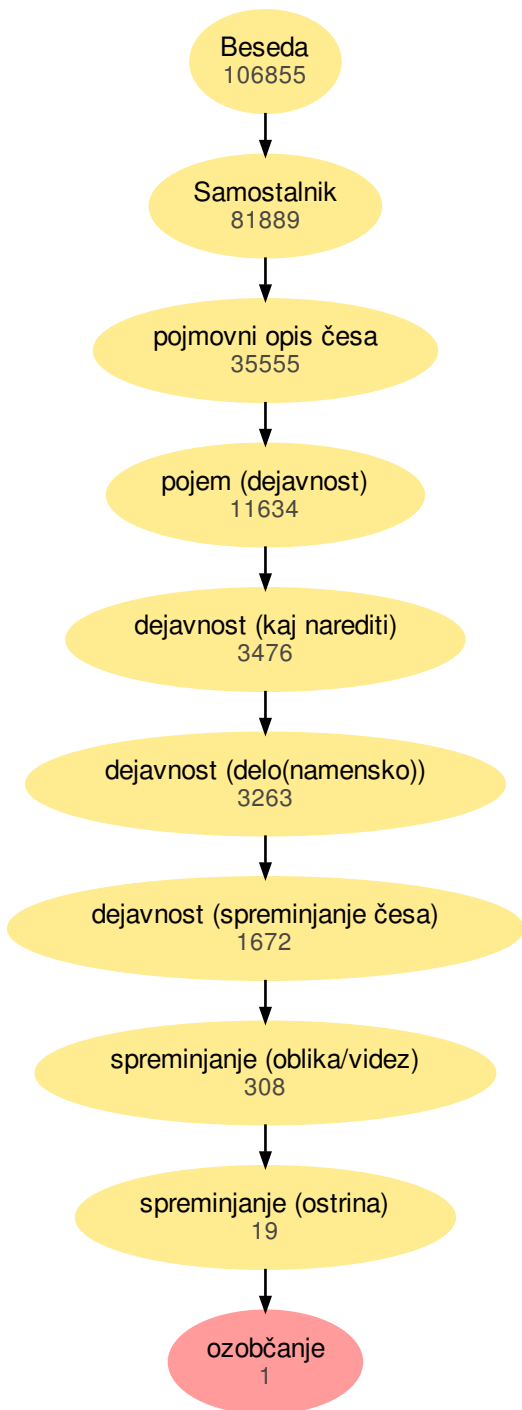 Beseda
106855
Samostalnik
81889
pojmovni opis česa
35555
pojem (dejavnost)
11634
dejavnost (kaj narediti)
3476
dejavnost (delo(namensko))
3263
dejavnost (spreminjanje česa)
1672
spreminjanje (oblika/videz)
308
spreminjanje (ostrina)
19
ozobčanje
1